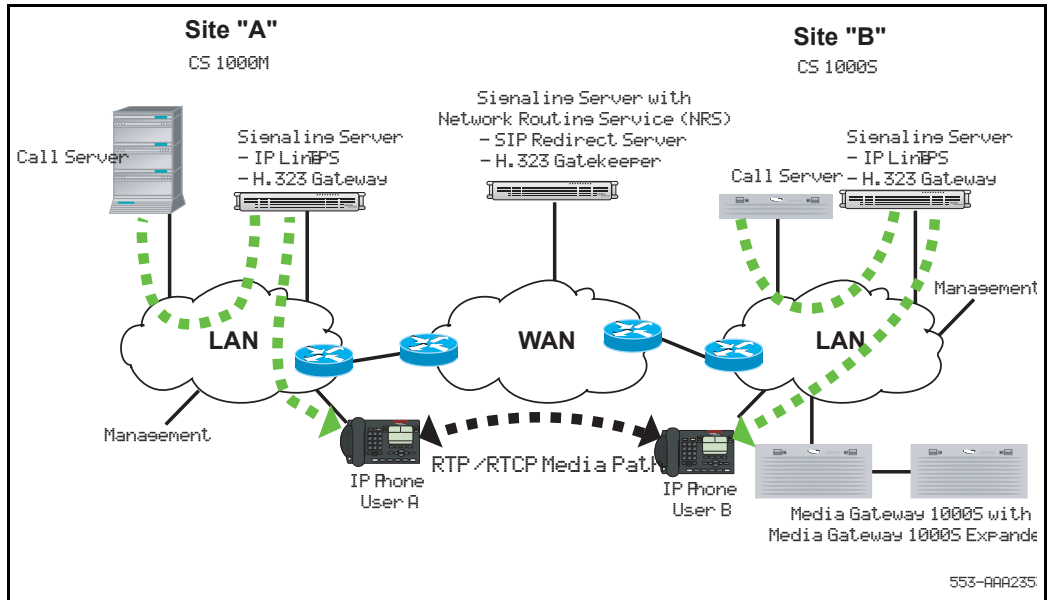 Site "A"
CS 1000M
Site "B"
CS 1000S
Signaling Server with
Network Routing Service (NRS)
- SIP Redirect Server
- H.323 Gatekeeper
Call Server
Signaling Server
- IP Line TPS
- H.323 Gateway
Call Server
Signaling Server
- IP Line TPS
- H.323 Gateway
Management
LAN
WAN
LAN
Management
RTP/RTCP Media Path
IP Phone
User A
IP Phone
User B
Media Gateway 1000S with
Media Gateway 1000S Expande
553-AAA235